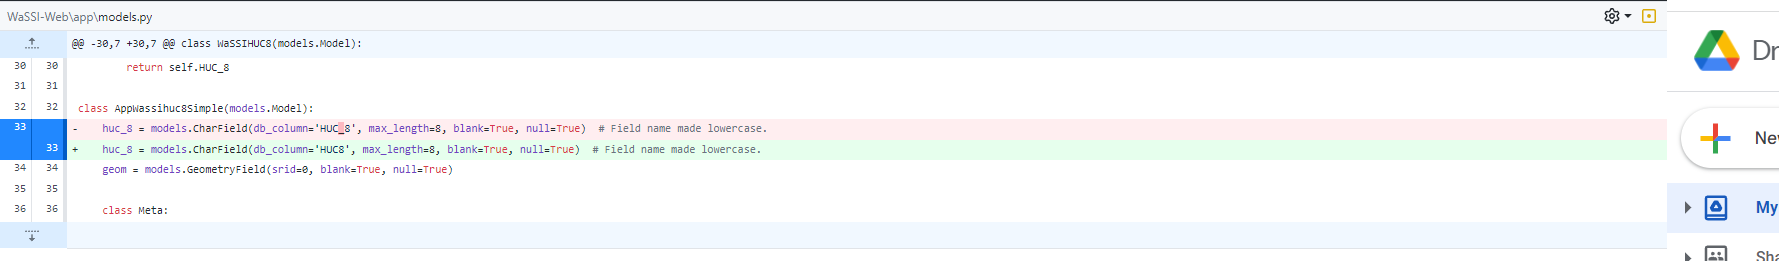 WaSSI-Web\app\models.py
@@ -30,7 +30,7 @@ class WaSSIHUC8(models.Model):
30 30 return self.HUC_8
31 31
32 32 class AppWassihuc8Simple(models.Model):
33 - huc_8 = models.CharField(db_column='HUC_8', max_length=8, blank=True, null=True) # Field name made lowercase.
33 + huc_8 = models.CharField(db_column='HUC8', max_length=8, blank=True, null=True) # Field name made lowercase.
34 34 geom = models.GeometryField(srid=0, blank=True, null=True)
35 35
36 36 class Meta:
Dr
Nev
My
Sha